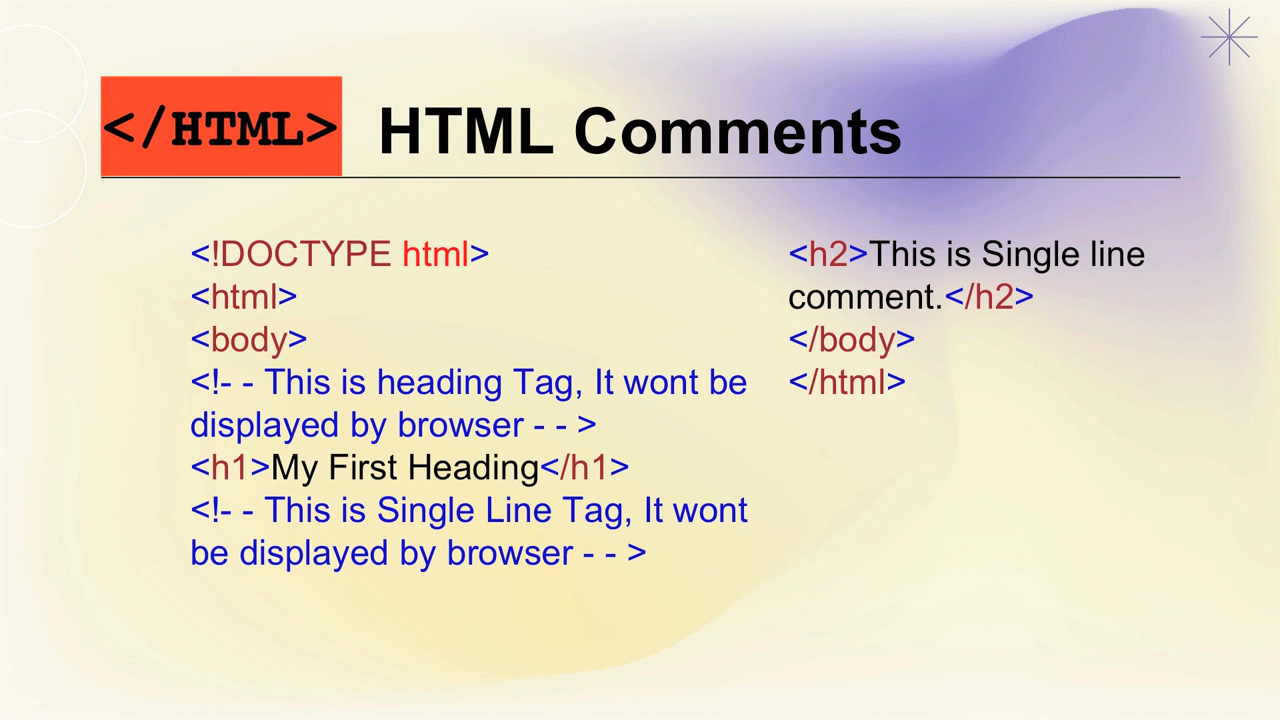 </HTML>
HTML Comments
<!DOCTYPE html>
<html>
<body>
<!- - This is heading Tag, It wont be
displayed by browser - - >
<h1>My First Heading</h1>
<!- - This is Single Line Tag, It wont
be displayed by browser - - >
<h2>This is Single line
comment.</h2>
</body>
</html>